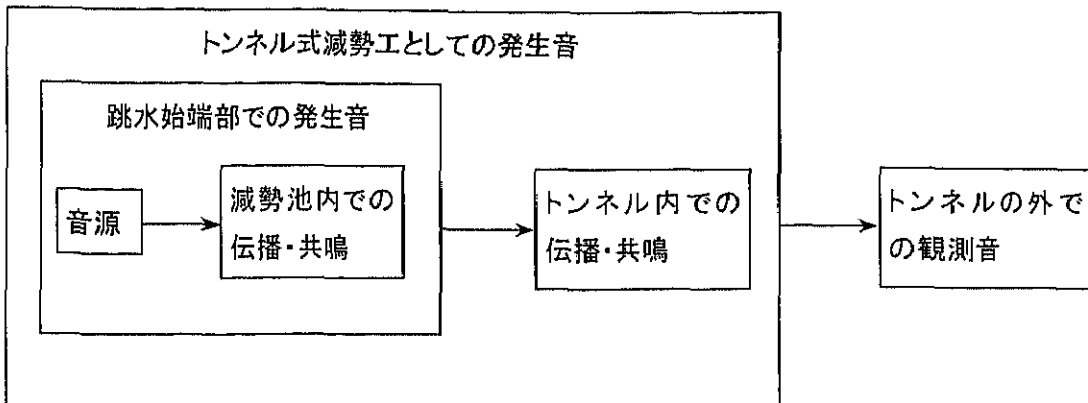 トンネル式減勢工としての発生音
跳水始端部での発生音
音源
減勢池内での
伝播・共鳴
トンネル内での
伝播・共鳴
トンネルの外で
の観測音